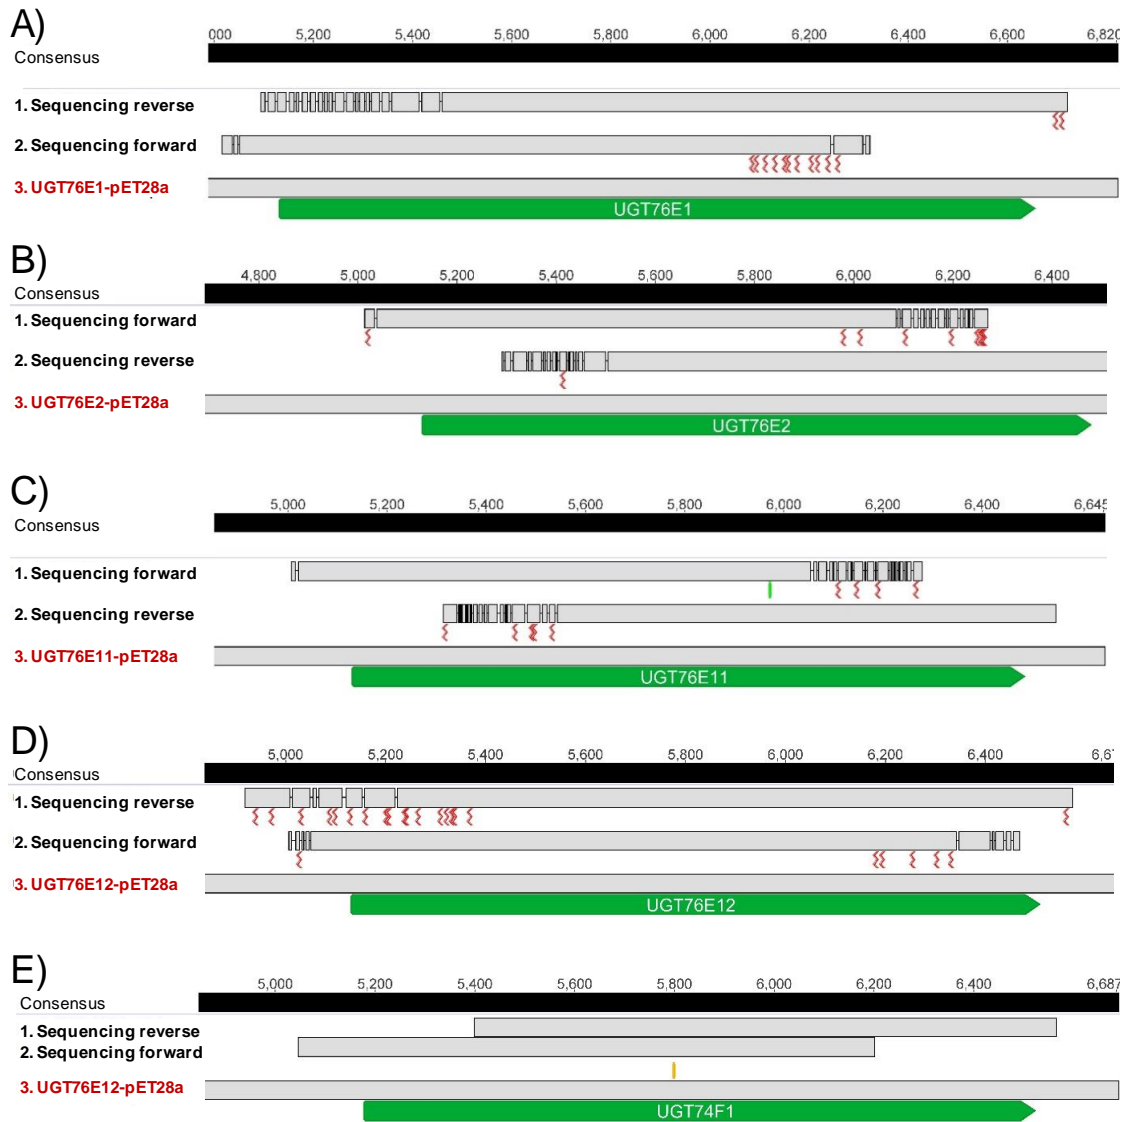 A)
000 5,200 5,400 5,600 5,800 6,000 6,200 6,400 6,600 6,820
Consensus
1. Sequencing reverse
2. Sequencing forward
3. UGT76E1-pET28a
UGT76E1
B)
4,800 5,000 5,200 5,400 5,600 5,800 6,000 6,200 6,400
Consensus
1. Sequencing forward
2. Sequencing reverse
3. UGT76E2-pET28a
UGT76E2
C)
5,000 5,200 5,400 5,600 5,800 6,000 6,200 6,400 6,645
Consensus
1. Sequencing forward
2. Sequencing reverse
3. UGT76E11-pET28a
UGT76E11
D)
5,000 5,200 5,400 5,600 5,800 6,000 6,200 6,400
Consensus
1. Sequencing reverse
2. Sequencing forward
3. UGT76E12-pET28a
UGT76E12
E)
5,000 5,200 5,400 5,600 5,800 6,000 6,200 6,400 6,687
Consensus
1. Sequencing reverse
2. Sequencing forward
3. UGT76E12-pET28a
UGT74F1